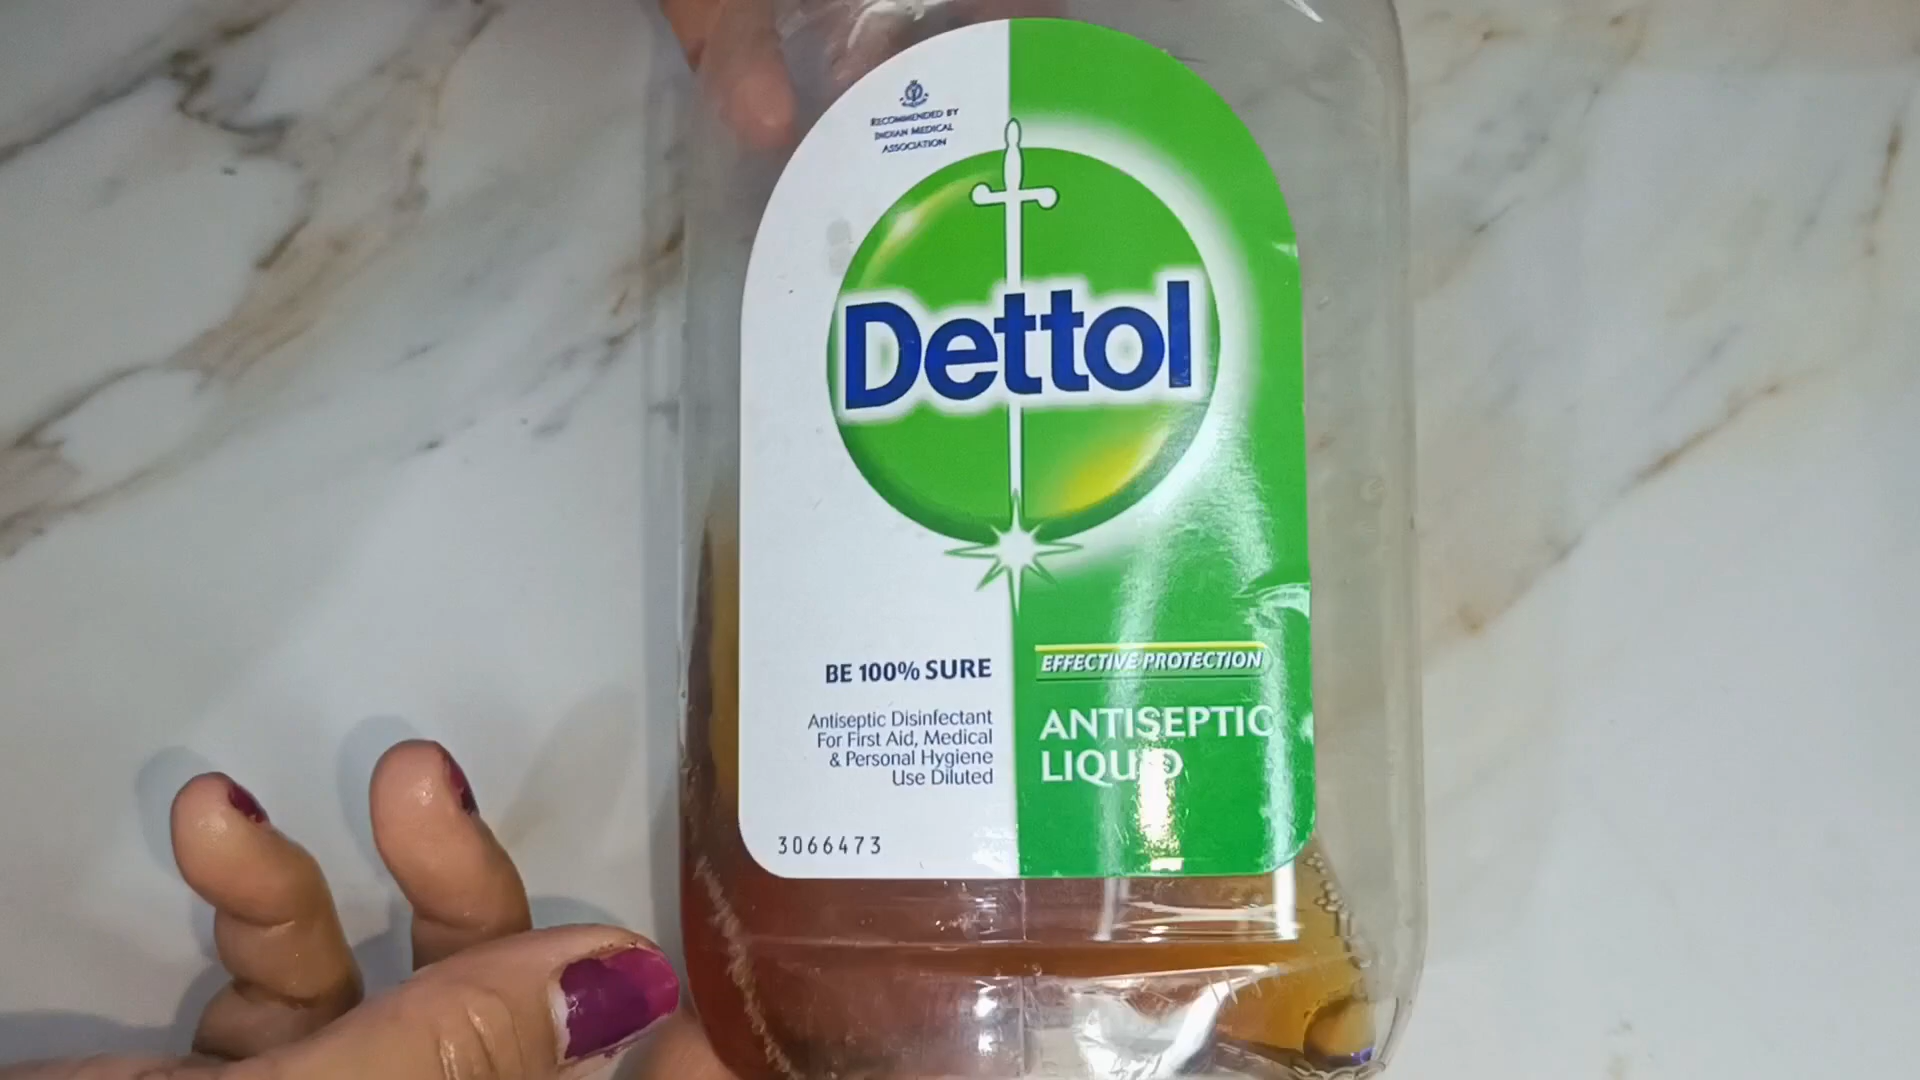 RECOMMENDED BY
INDIAN MEDICAL
ASSOCIATION
Dettol
BE 100% SURE
Antiseptic Disinfectant
For First Aid, Medical
& Personal Hygiene
Use Diluted
3066473
EFFECTIVE PROTECTION
ANTISEPTIC
LIQUID